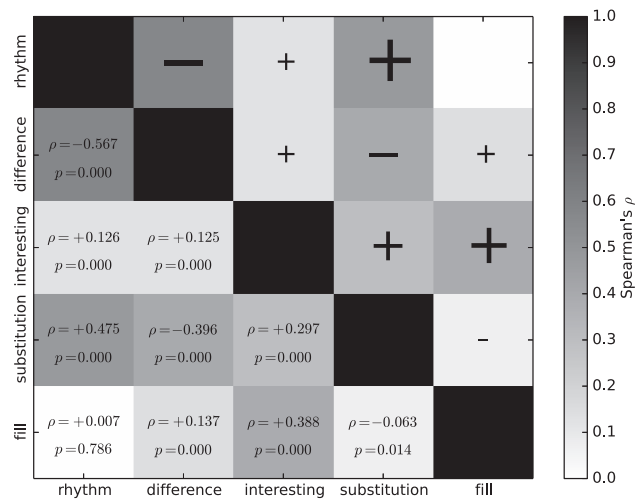 1.0
rhythm
− + +
0.9
0.8
difference
ρ=−0.567
p=0.000
+ − +
0.7
0.6
interesting
ρ=+0.126 ρ=+0.125
p=0.000 p=0.000
+ +
0.5
Spearman's ρ
0.4
substitution
ρ=+0.475 ρ=−0.396 ρ=+0.297
p=0.000 p=0.000 p=0.000
-
0.3
0.2
fill
ρ=+0.007 ρ=+0.137 ρ=+0.388 ρ=−0.063
p=0.786 p=0.000 p=0.000 p=0.014
0.1
0.0
rhythm difference interesting substitution fill